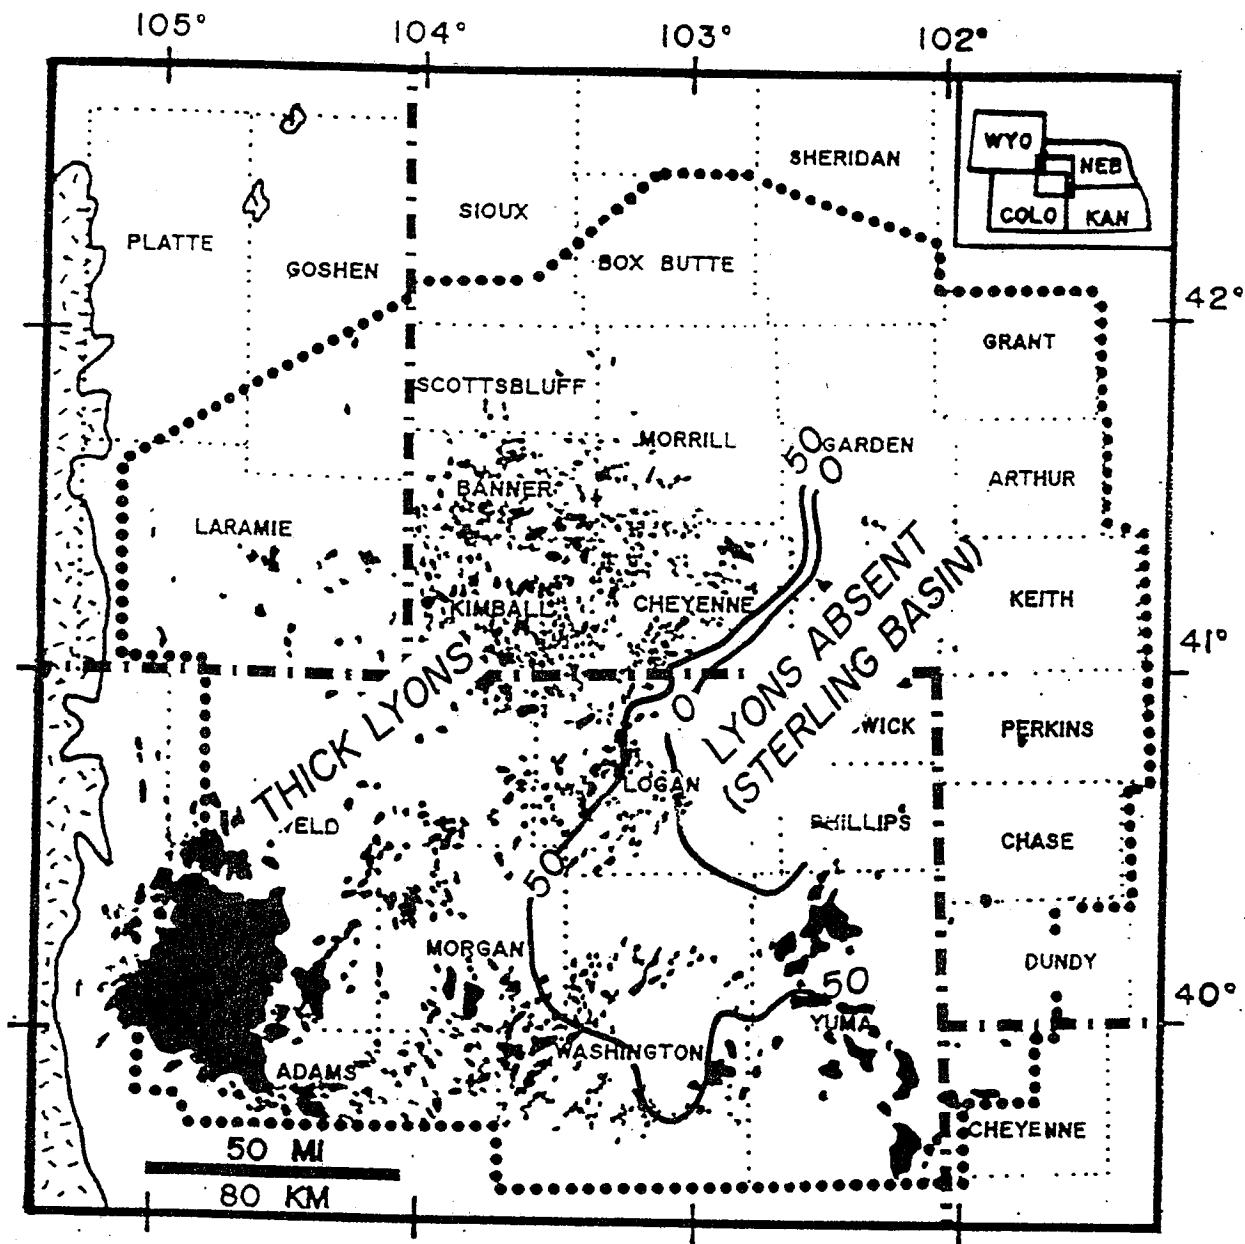 105° 104° 103° 102°
SHERIDAN
WYO
NEB
COLO KAN
SIOUX
PLATTE
GOSHEN
BOX BUTTE
42°
GRANT
SCOTTSBLUFF
MORRILL
50
0
GARDEN
ARTHUR
BANNER
LARAMIE
KIMBALL
CHEYENNE
KEITH
LYONS ABSENT
(STERLING BASIN)
41°
THICK LYONS
0
WICK
PERKINS
LOGAN
ELD
PHILLIPS
CHASE
50
MORGAN
DUNDY
50
40°
YUMA
WASHINGTON
ADAMS
CHEYENNE
50 MI
80 KM